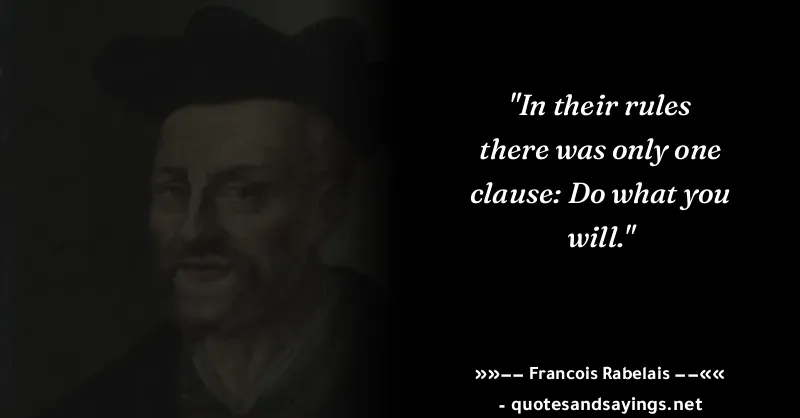 "In their rules
there was only one
clause: Do what you
will."
»»−− Francois Rabelais −−««
- quotesandsayings.net